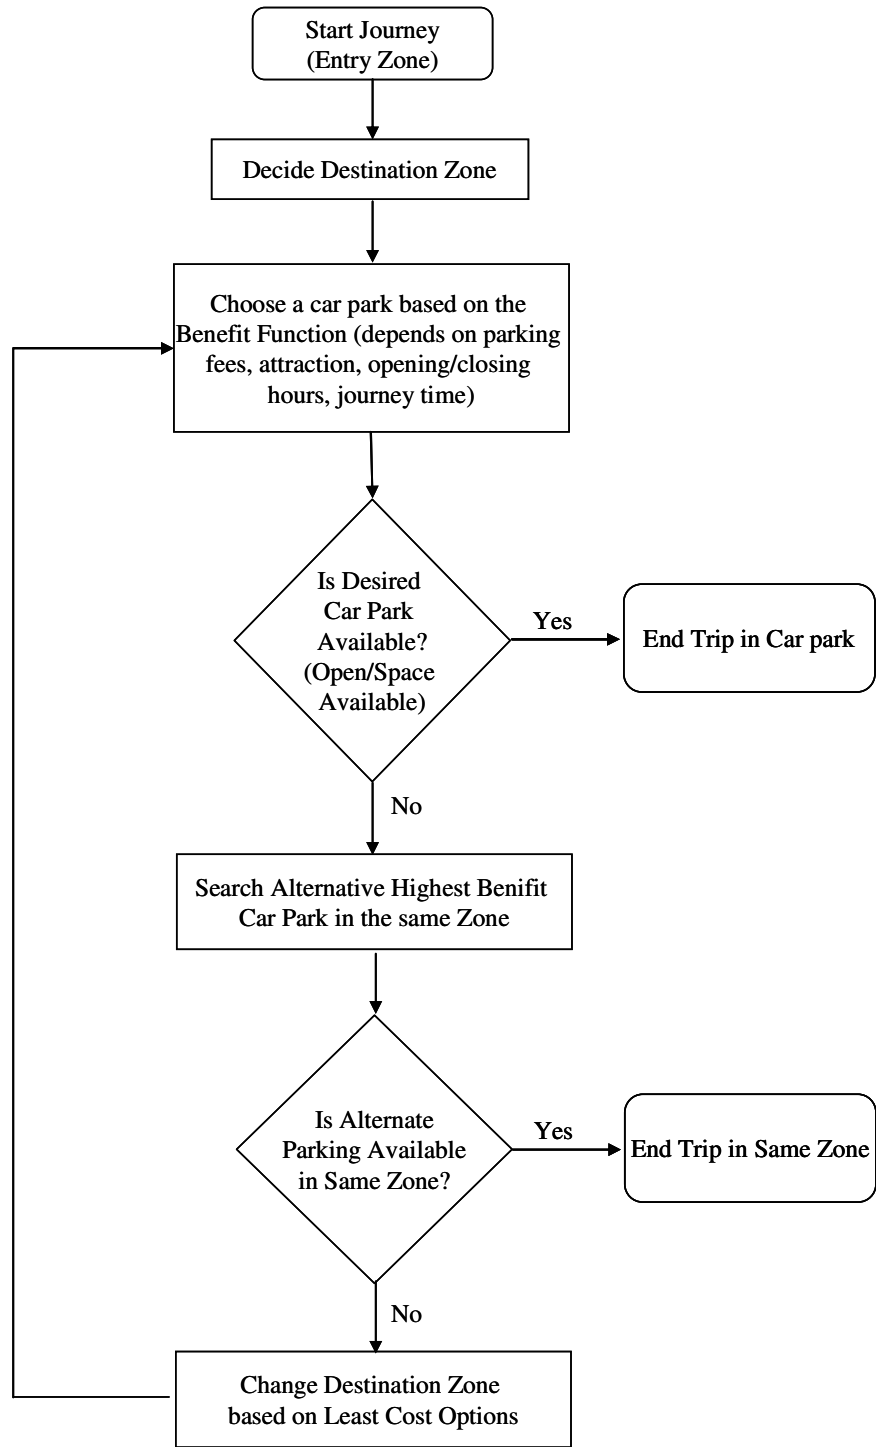 Start Journey
(Entry Zone)
Decide Destination Zone
Choose a car park based on the
Benefit Function (depends on parking
fees, attraction, opening/closing
hours, journey time)
Is Desired
Car Park
Available?
(Open/Space
Available)
Yes
End Trip in Car park
No
Search Alternative Highest Benifit
Car Park in the same Zone
Is Alternate
Parking Available
in Same Zone?
Yes
End Trip in Same Zone
No
Change Destination Zone
based on Least Cost Options